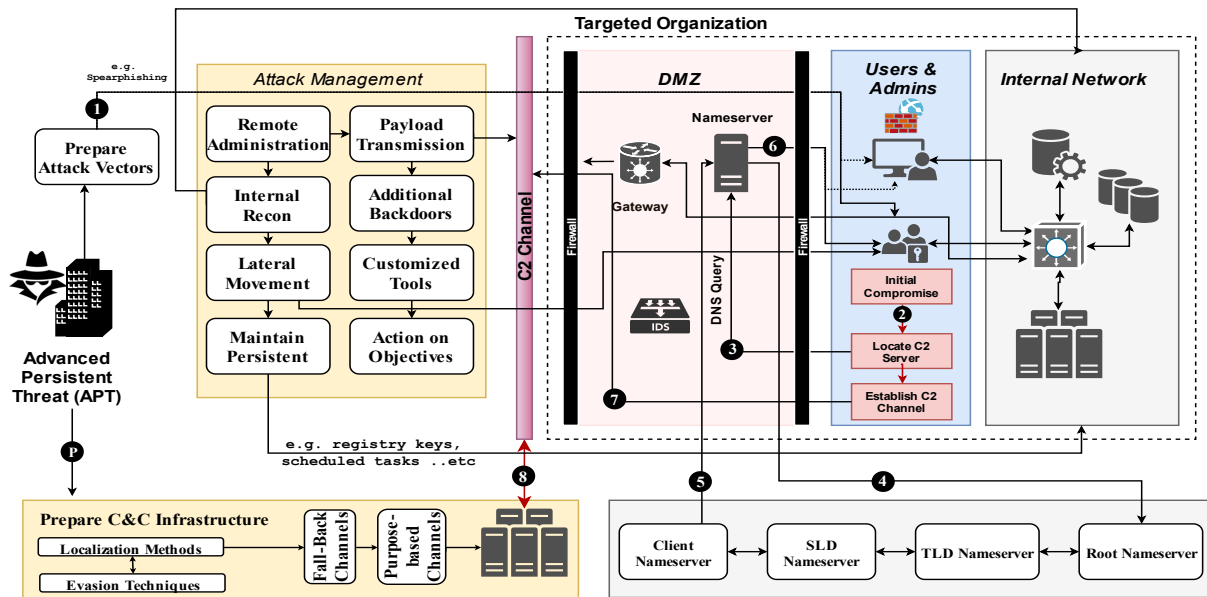 Targeted Organization
e.g.
Spearphishing
1
Prepare
Attack Vectors
Advanced
Persistent
Threat (APT)
P
Attack Management
Remote
Administration
Payload
Transmission
Internal
Recon
Additional
Backdoors
Lateral
Movement
Customized
Tools
Maintain
Persistent
Action on
Objectives
C2 Channel
Firewall
DMZ
Nameserver
6
Gateway
DNS Query
IDS
3
7
Firewall
Users &
Admins
Initial
Compromise
2
Locate C2
Server
Establish C2
Channel
Internal Network
e.g. registry keys,
scheduled tasks ..etc
8
5
4
Prepare C&C Infrastructure
Localization Methods
Evasion Techniques
Fall-Back
Channels
Purpose-
based
Channels
Client
Nameserver
SLD
Nameserver
TLD Nameserver
Root Nameserver